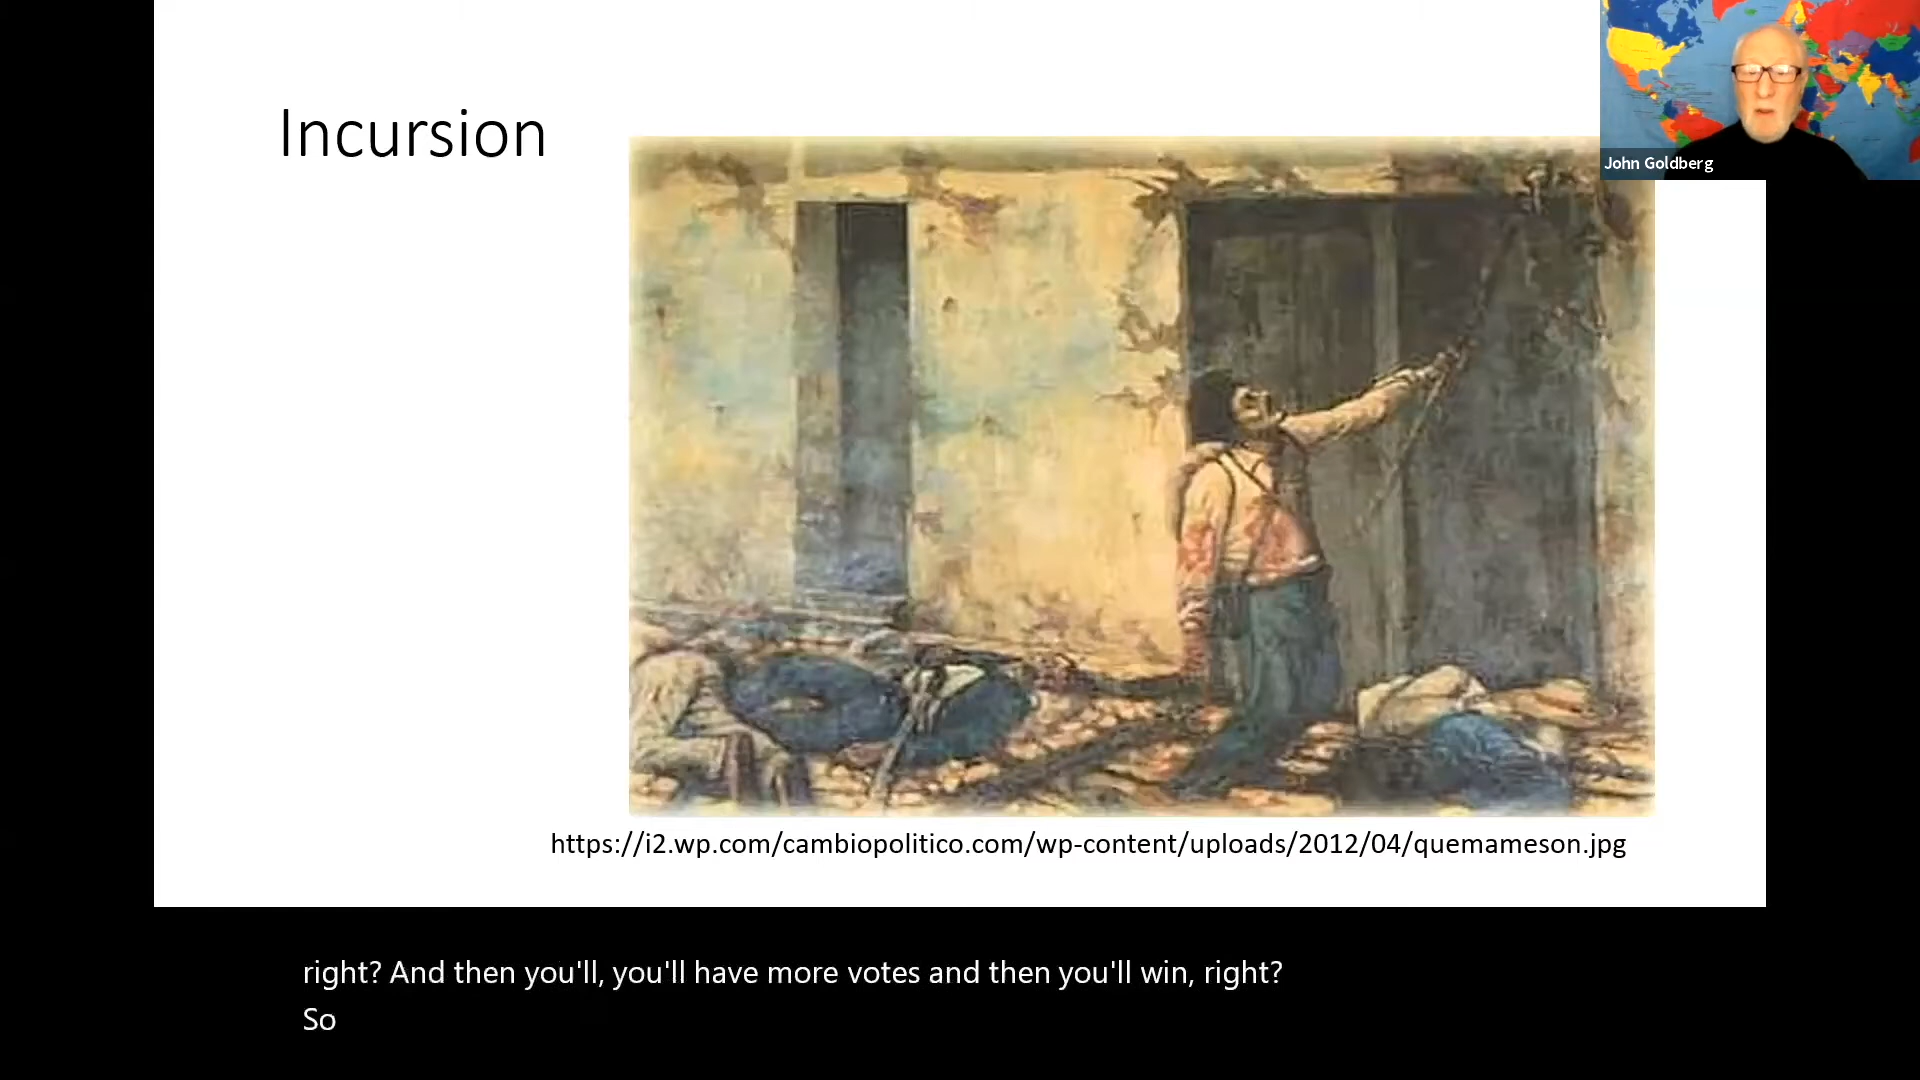 Incursion
John Goldberg
https://i2.wp.com/cambiopolitico.com/wp-content/uploads/2012/04/quemameson.jpg
right? And then you'll, you'll have more votes and then you'll win, right?
So